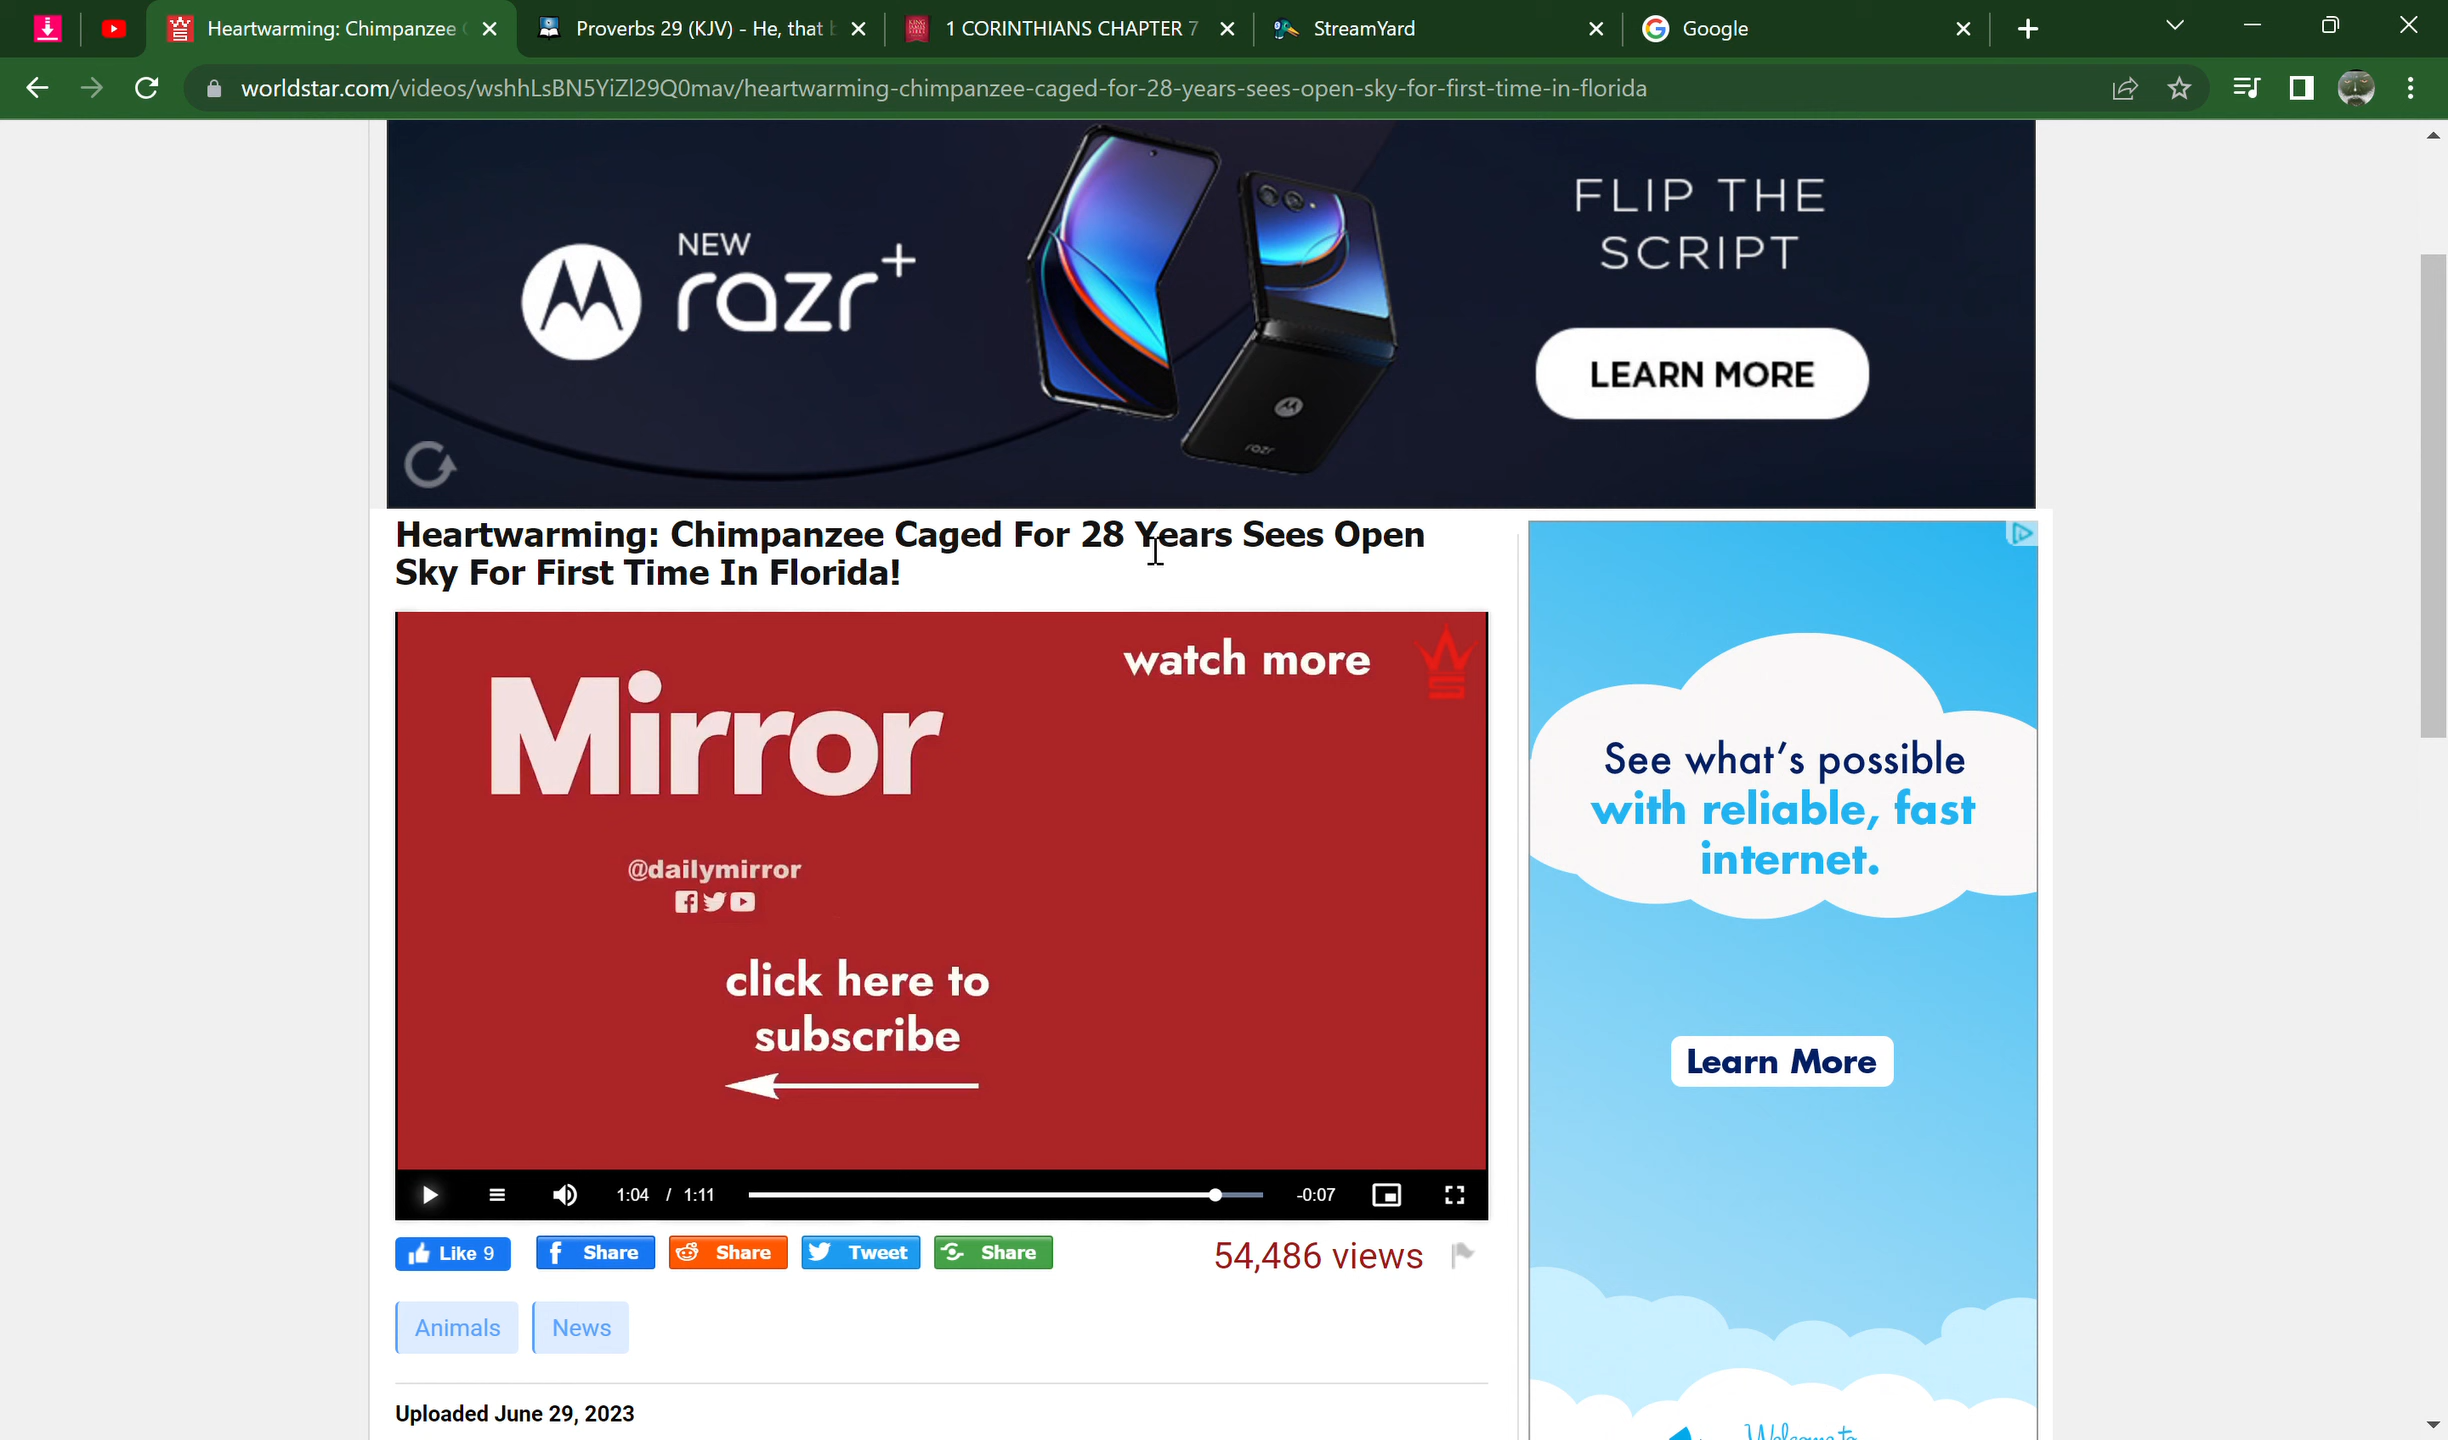 Heartwarming: Chimpanzee C
Proverbs 29 (KJV) - He, that b
1 CORINTHIANS CHAPTER 7
StreamYard
Google
worldstar.com/videos/wshhLsBN5YiZl29Q0mav/heartwarming-chimpanzee-caged-for-28-years-sees-open-sky-for-first-time-in-florida
NEW
razr+
FLIP THE
SCRIPT
LEARN MORE
razr
Heartwarming: Chimpanzee Caged For 28 Years Sees Open
Sky For First Time In Florida!
watch more
Mirror
@dailymirror
click here to
subscribe
1:04 / 1:11
-0:07
Like 9
Share
Share
Tweet
Share
54,486 views
Animals
News
Uploaded June 29, 2023
See what's possible
with reliable, fast
internet.
Learn More
Welcome to